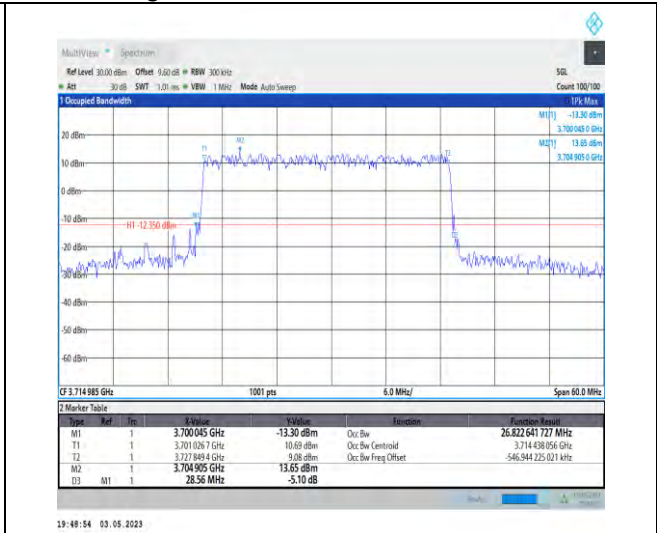 MultiView Spectrum
Ref Level 30.00 dBm Offset 9.60 dB RBW 300 kHz SGL
Att 30 dB SWT 1.01 ms VBW 1 MHz Mode Auto Sweep Count 100/100
1 Occupied Bandwidth 1Pk Max
M1[1] -13.30 dBm
3.700 045 0 GHz
M2[1] 13.65 dBm
3.704 905 0 GHz
20 dBm
T1 M2 T2
10 dBm
0 dBm
-10 dBm
M1
H1 -12.350 dBm
D3
-20 dBm
-30 dBm
-40 dBm
-50 dBm
-60 dBm
CF 3.714 985 GHz 1001 pts 6.0 MHz/ Span 60.0 MHz
2 Marker Table
Type Ref Trc X-Value Y-Value Function Function Result
M1 1 3.700 045 GHz -13.30 dBm Occ Bw 26.822 641 727 MHz
T1 1 3.701 026 7 GHz 10.69 dBm Occ Bw Centroid 3.714 438 056 GHz
T2 1 3.727 849 4 GHz 9.08 dBm Occ Bw Freq Offset -546.944 225 021 kHz
M2 1 3.704 905 GHz 13.65 dBm
D3 M1 1 28.56 MHz -5.10 dB
19:48:54 03.05.2023